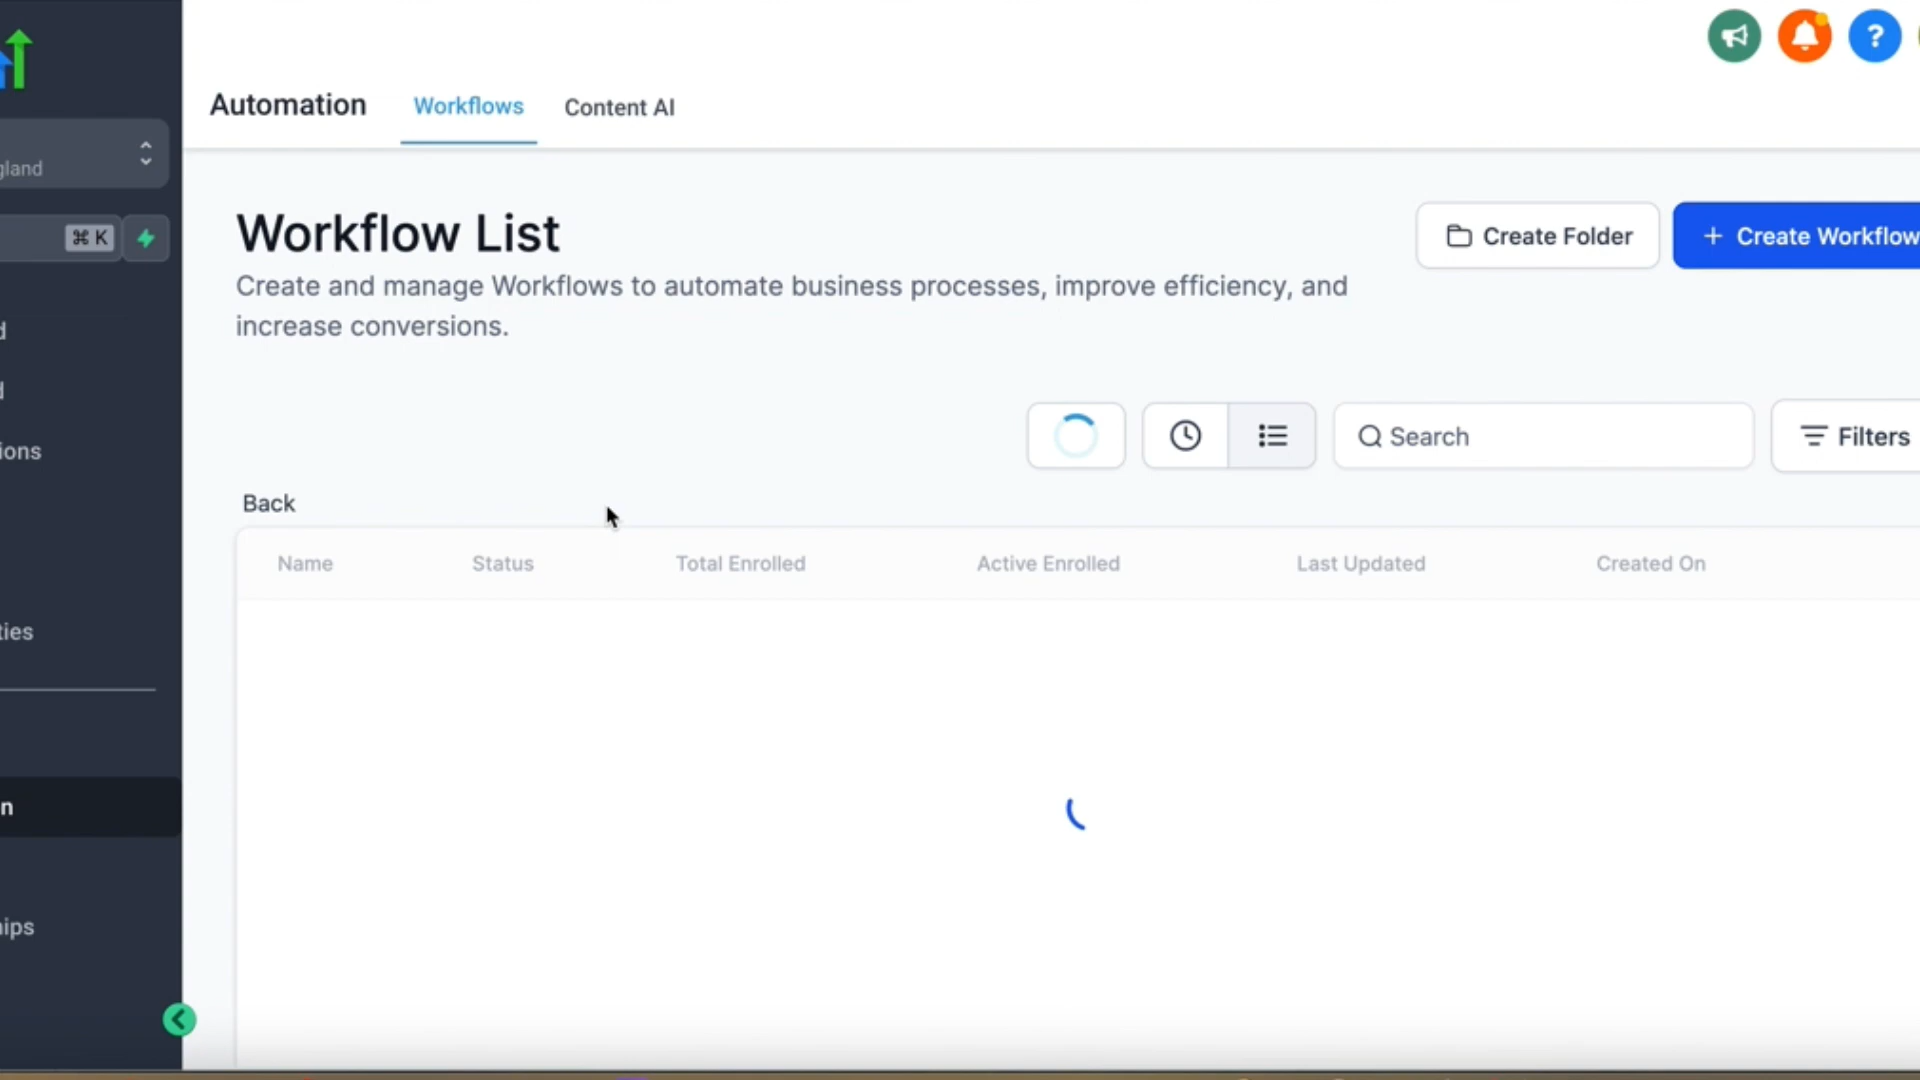 Automation
Workflows
Content AI
gland
⌘ K
Workflow List
Create Folder
+ Create Workflow
Create and manage Workflows to automate business processes, improve efficiency, and
increase conversions.
?
d
d
ions
Search
Filters
Back
Name
Status
Total Enrolled
Active Enrolled
Last Updated
Created On
ties
n
hips